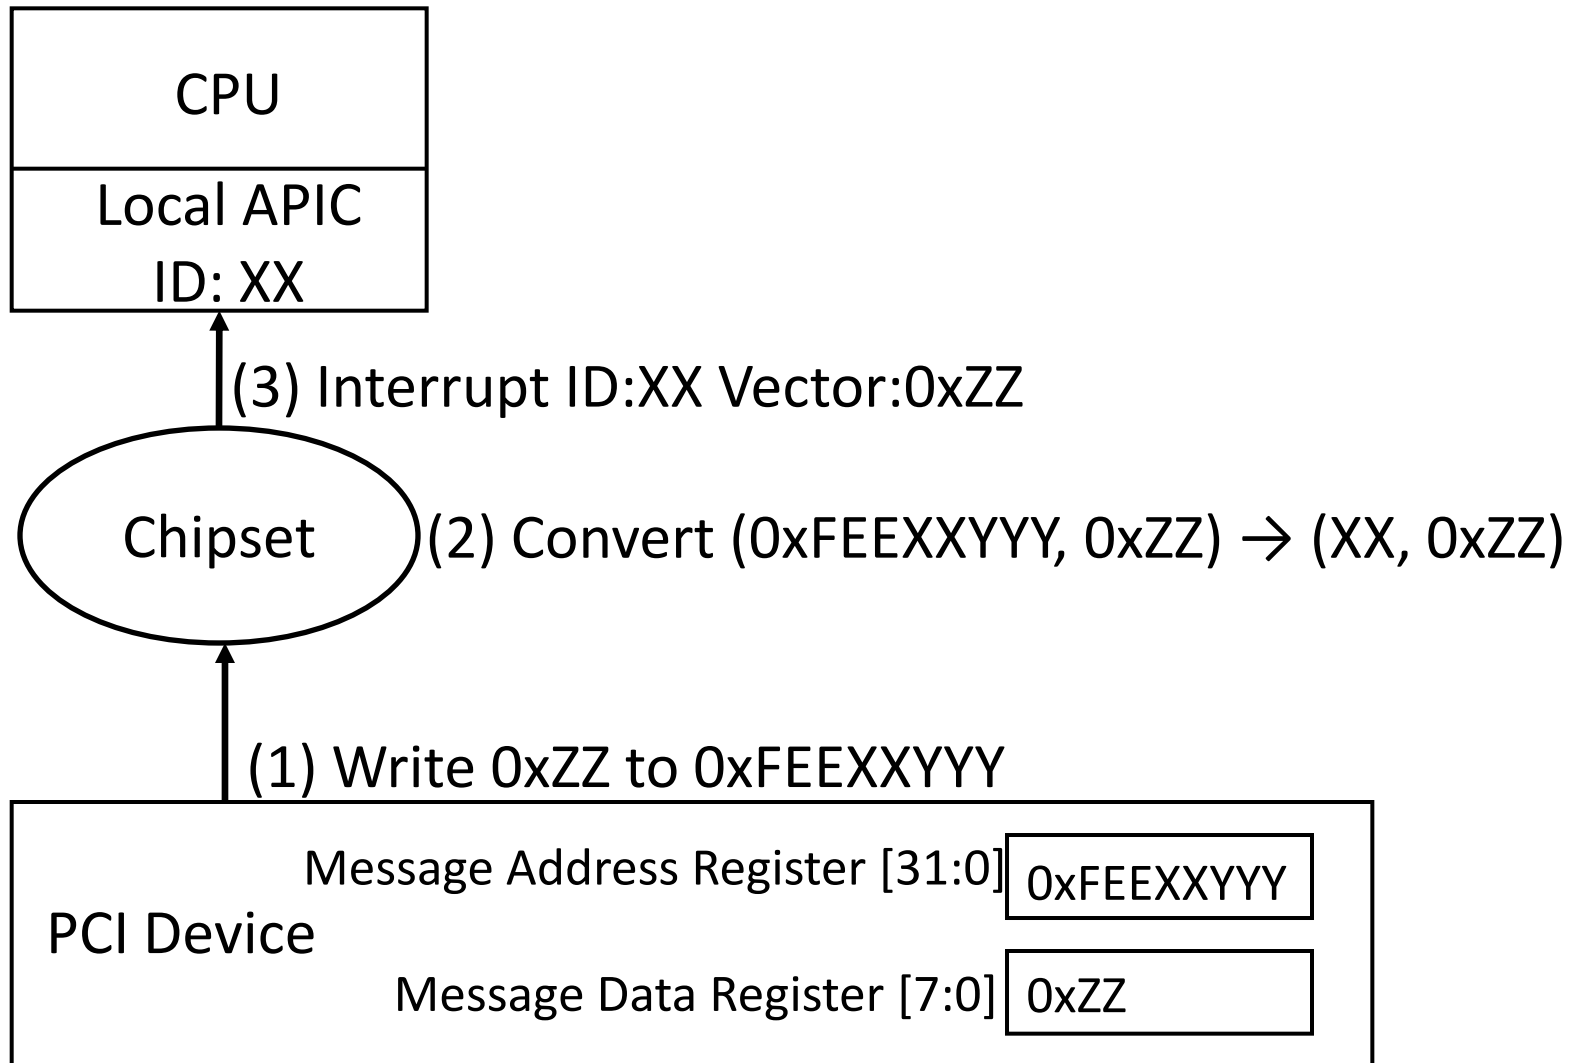 CPU
Local APIC
ID: XX
(3) Interrupt ID:XX Vector:0xZZ
Chipset
(2) Convert (0xFEEXXYYY, 0xZZ) → (XX, 0xZZ)
(1) Write 0xZZ to 0xFEEXXYYY
Message Address Register [31:0]
0xFEEXXYYY
PCI Device
Message Data Register [7:0]
0xZZ